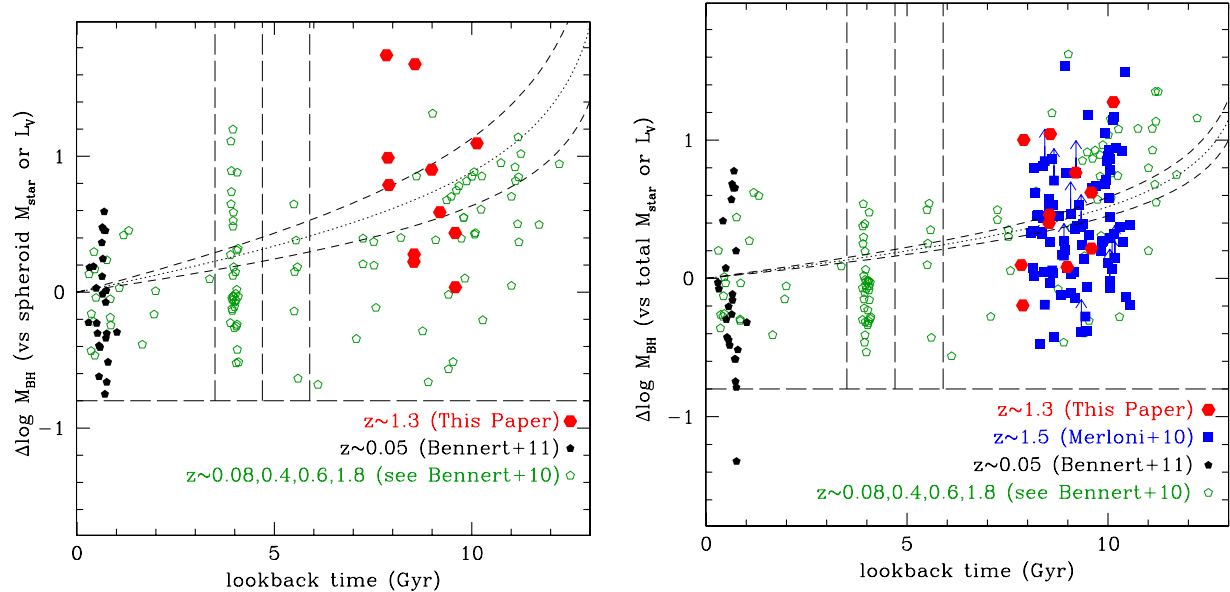 Δlog M_BH (vs spheroid M_star or L_V)
1
0
−1
z~1.3 (This Paper)
z~0.05 (Bennert+11)
z~0.08,0.4,0.6,1.8 (see Bennert+10)
0 5 10
lookback time (Gyr)
Δlog M_BH (vs total M_star or L_V)
1
0
−1
z~1.3 (This Paper)
z~1.5 (Merloni+10)
z~0.05 (Bennert+11)
z~0.08,0.4,0.6,1.8 (see Bennert+10)
0 5 10
lookback time (Gyr)